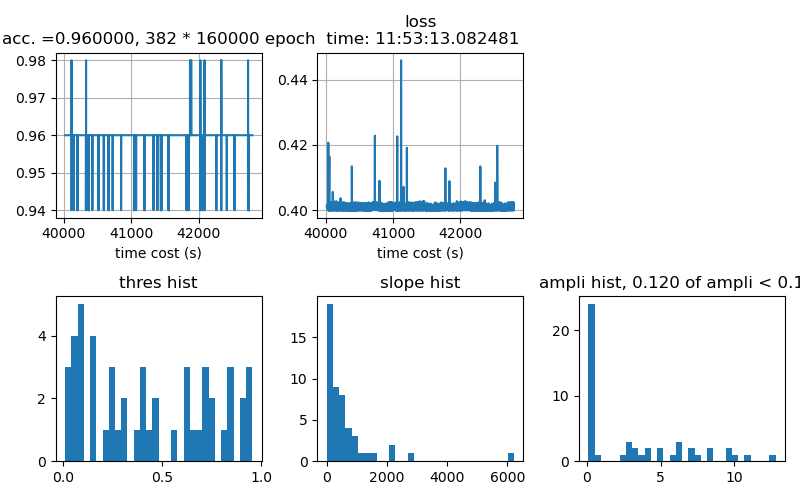 acc. =0.960000, 382 * 160000 epoch
0.98
0.97
0.96
0.95
0.94
40000 41000 42000
time cost (s)
loss
time: 11:53:13.082481
0.44
0.42
0.40
40000 41000 42000
time cost (s)
thres hist
4
2
0
0.0 0.5 1.0
slope hist
15
10
5
0
0 2000 4000 6000
ampli hist, 0.120 of ampli < 0.1
20
10
0
0 5 10